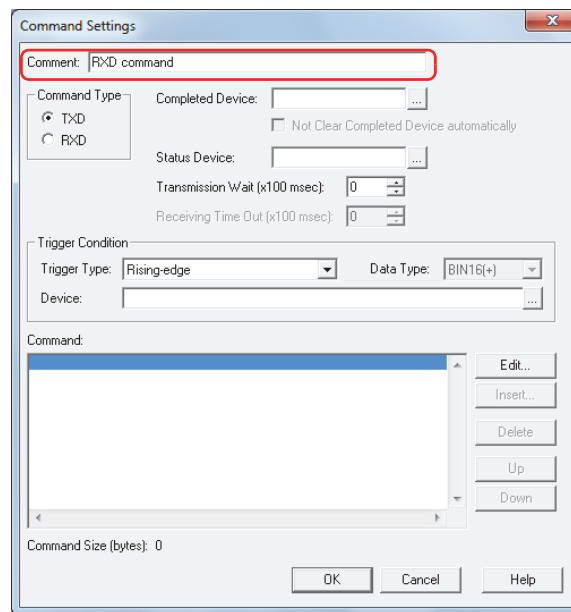 Command Settings
Comment: RXD command
Command Type
TXD
RXD
Completed Device: ...
Not Clear Completed Device automatically
Status Device: ...
Transmission Wait (x100 msec): 0
Receiving Time Out (x100 msec): 0
Trigger Condition
Trigger Type: Rising-edge Data Type: BIN16(+)
Device: ...
Command:
Edit...
Insert...
Delete
Up
Down
Command Size (bytes): 0
OK Cancel Help